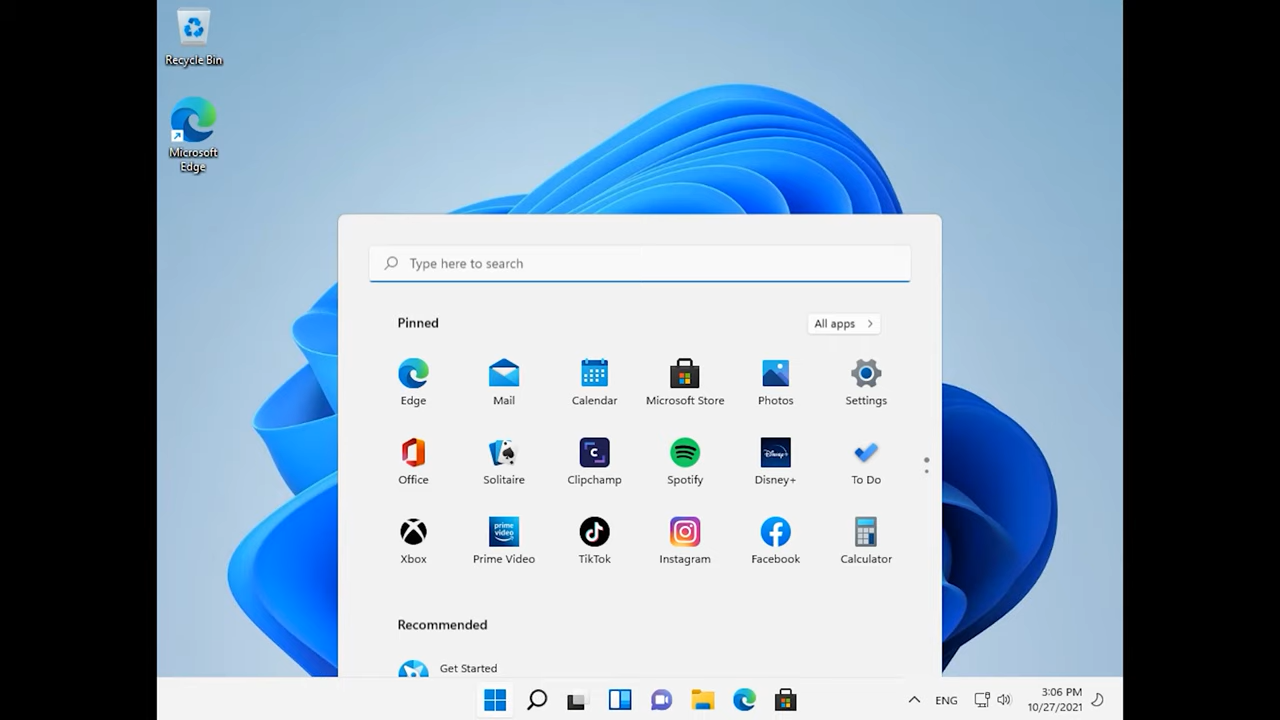 Recycle Bin
Microsoft
Edge
Type here to search
Pinned
All apps
Edge
Mail
Calendar
Microsoft Store
Photos
Settings
Office
Solitaire
Clipchamp
Spotify
Disney+
To Do
Xbox
prime
video
Prime Video
TikTok
Instagram
Facebook
Calculator
Recommended
Get Started
ENG
3:06 PM
10/27/2021